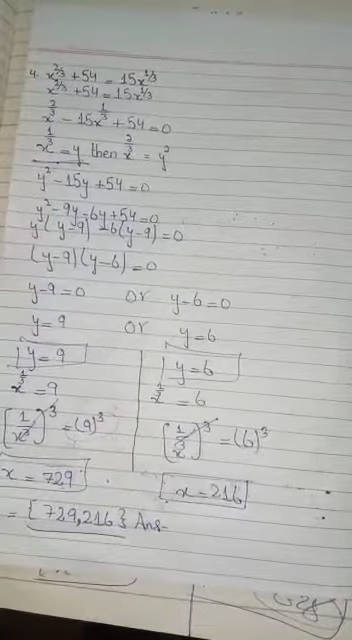 4. x^2/3 + 54 = 15x^1/3
x^2/3 + 54 = 15x^1/3
x^2/3 - 15x^1/3 + 54 = 0
x^1/3 = y then x^2/3 = y^2
y^2 - 15y + 54 = 0
y^2 - 9y - 6y + 54 = 0
y(y-9) - 6(y-9) = 0
(y-9)(y-6) = 0
y-9=0 or y-6=0
y=9 or y=6
y=9
x^1/3 = 9
[x^1/3]^3 = (9)^3
x = 729
y=6
x^1/3 = 6
[x^1/3]^3 = (6)^3
x = 216
= {729,216} Ans